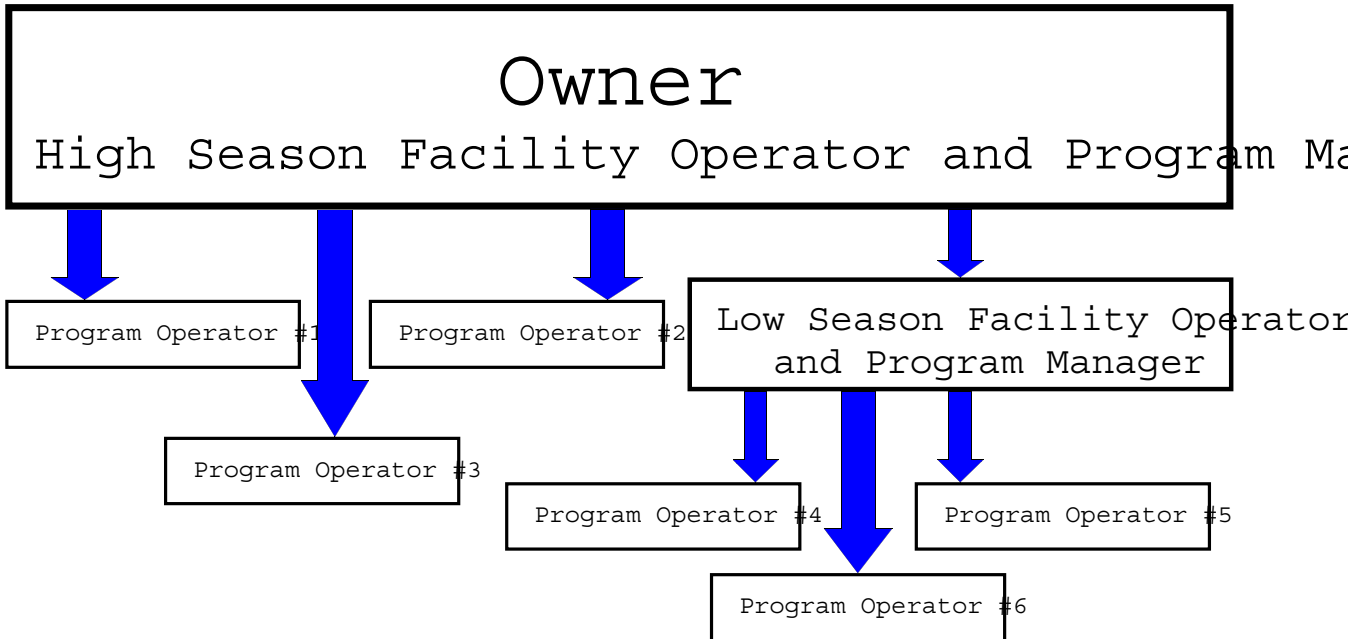 Owner
High Season Facility Operator and Program Ma
Program Operator #1
Program Operator #2
Low Season Facility Operator
and Program Manager
Program Operator #3
Program Operator #4
Program Operator #5
Program Operator #6